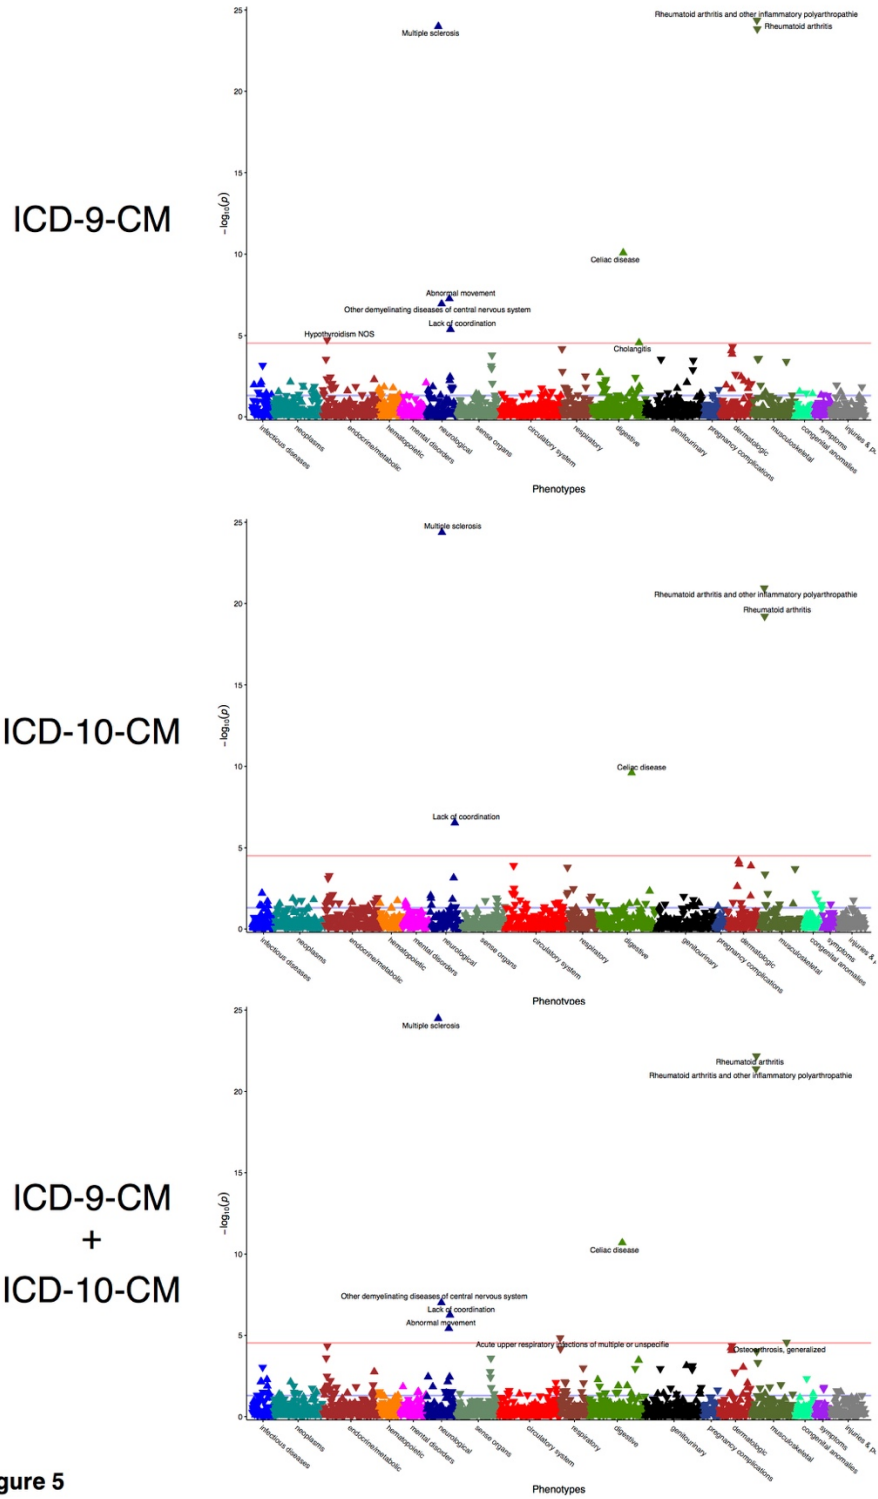 ICD-9-CM
25
20
15
10
5
0
−log10(p)
Rheumatoid arthritis and other inflammatory polyarthropathie
Rheumatoid arthritis
Multiple sclerosis
Celiac disease
Abnormal movement
Other demyelinating diseases of central nervous system
Lack of coordination
Hypothyroidism NOS
Cholangitis
infectious diseases
neoplasms
endocrine/metabolic
hematopoietic
mental disorders
neurological
sense organs
circulatory system
respiratory
digestive
genitourinary
pregnancy complications
dermatologic
musculoskeletal
congenital anomalies
symptoms
injuries & p
Phenotypes
ICD-10-CM
25
20
15
10
5
0
−log10(p)
Multiple sclerosis
Rheumatoid arthritis and other inflammatory polyarthropathie
Rheumatoid arthritis
Celiac disease
Lack of coordination
infectious diseases
neoplasms
endocrine/metabolic
hematopoietic
mental disorders
neurological
sense organs
circulatory system
respiratory
digestive
genitourinary
pregnancy complications
dermatologic
musculoskeletal
congenital anomalies
symptoms
injuries &
Phenotypes
ICD-9-CM
+
ICD-10-CM
25
20
15
10
5
0
−log10(p)
Multiple sclerosis
Rheumatoid arthritis
Rheumatoid arthritis and other inflammatory polyarthropathie
Celiac disease
Other demyelinating diseases of central nervous system
Lack of coordination
Abnormal movement
Acute upper respiratory infections of multiple or unspecifie
Osteoarthrosis, generalized
infectious diseases
neoplasms
endocrine/metabolic
hematopoietic
mental disorders
neurological
sense organs
circulatory system
respiratory
digestive
genitourinary
pregnancy complications
dermatologic
musculoskeletal
congenital anomalies
symptoms
injuries & p
Phenotypes
gure 5